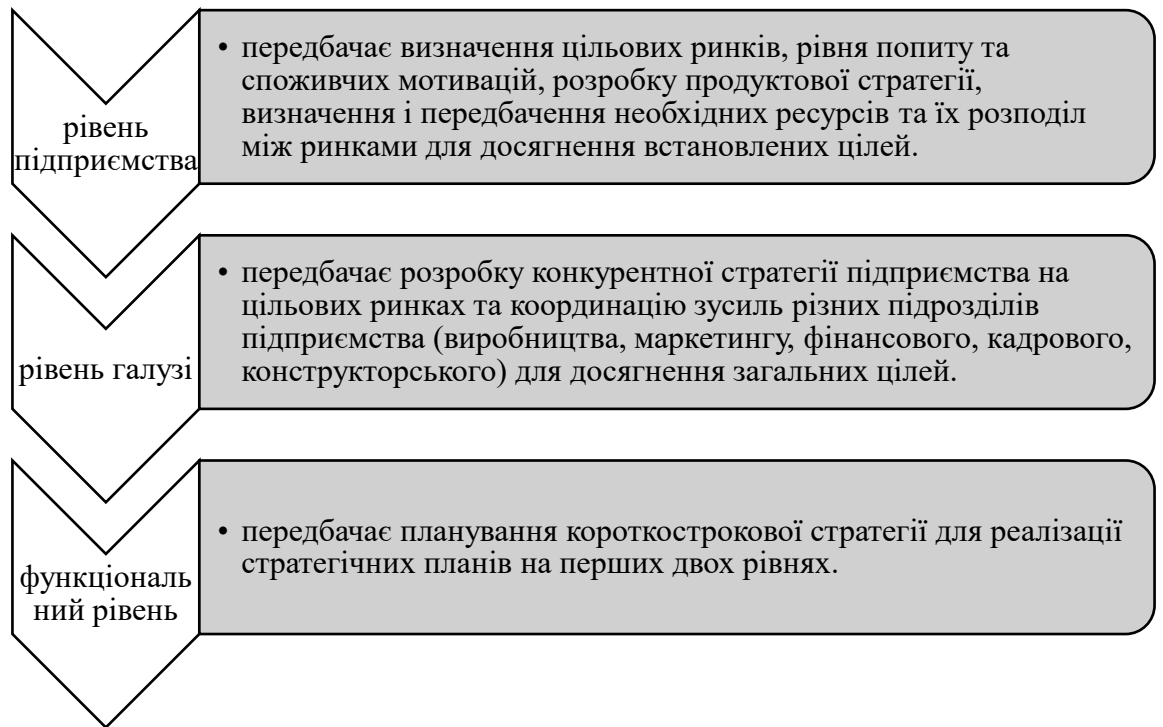 рівень
підприємства
• передбачає визначення цільових ринків, рівня попиту та
споживчих мотивацій, розробку продуктової стратегії,
визначення і передбачення необхідних ресурсів та їх розподіл
між ринками для досягнення встановлених цілей.
рівень галузі
• передбачає розробку конкурентної стратегії підприємства на
цільових ринках та координацію зусиль різних підрозділів
підприємства (виробництва, маркетингу, фінансового, кадрового,
конструкторського) для досягнення загальних цілей.
функціональ
ний рівень
• передбачає планування короткострокової стратегії для реалізації
стратегічних планів на перших двох рівнях.